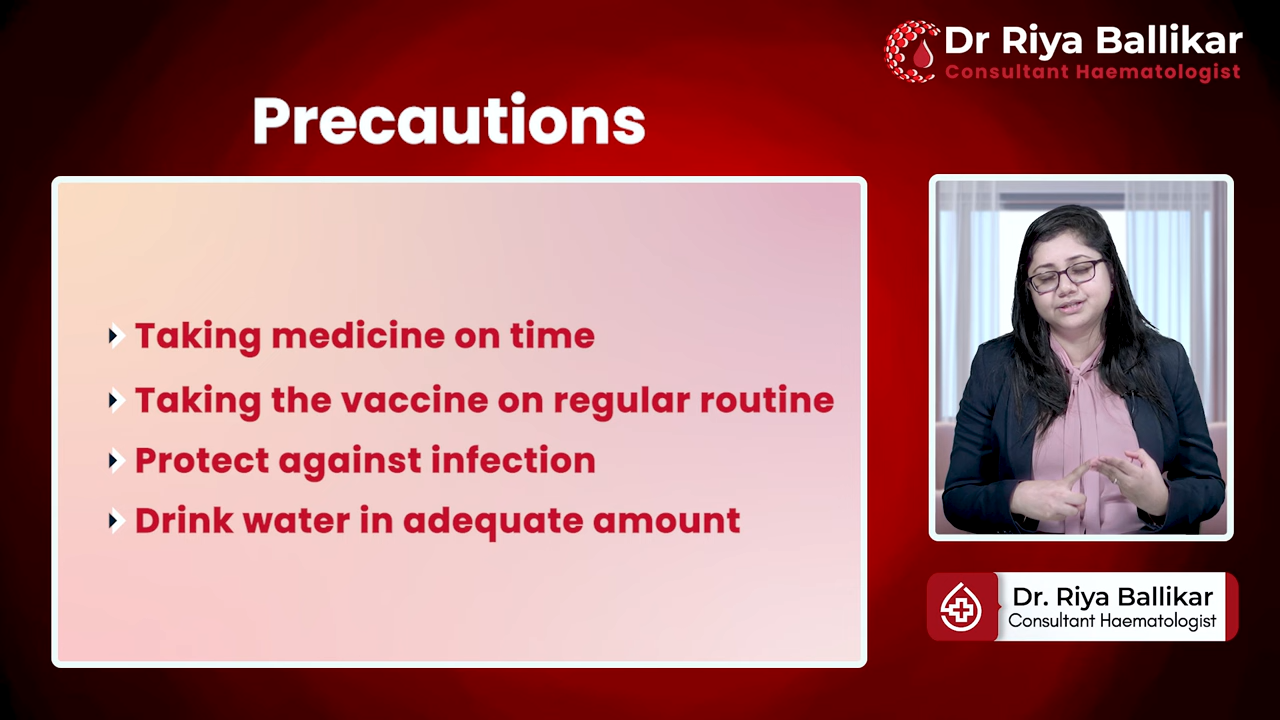 Dr Riya Ballikar
Consultant Haematologist
Precautions
Taking medicine on time
Taking the vaccine on regular routine
Protect against infection
Drink water in adequate amount
Dr. Riya Ballikar
Consultant Haematologist